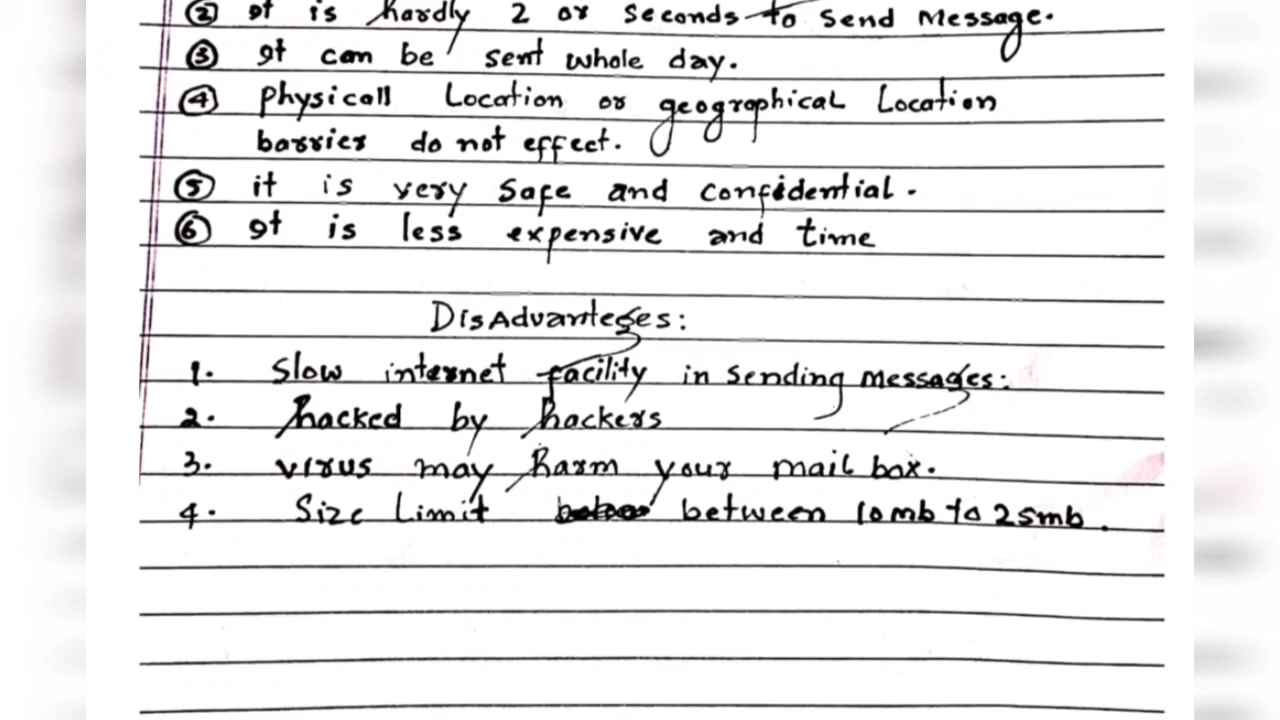 ② It is hardly 2 or seconds to send message.
③ It can be sent whole day.
④ Physicall Location or geographical Location
barrier do not effect.
⑤ it is very safe and confidential.
⑥ It is less expensive and time
DisAdvanteges:
1. Slow internet facility in sending messages:
2. hacked by hackers
3. virus may harm your mail box.
4. Size Limit between 10mb to 25mb.